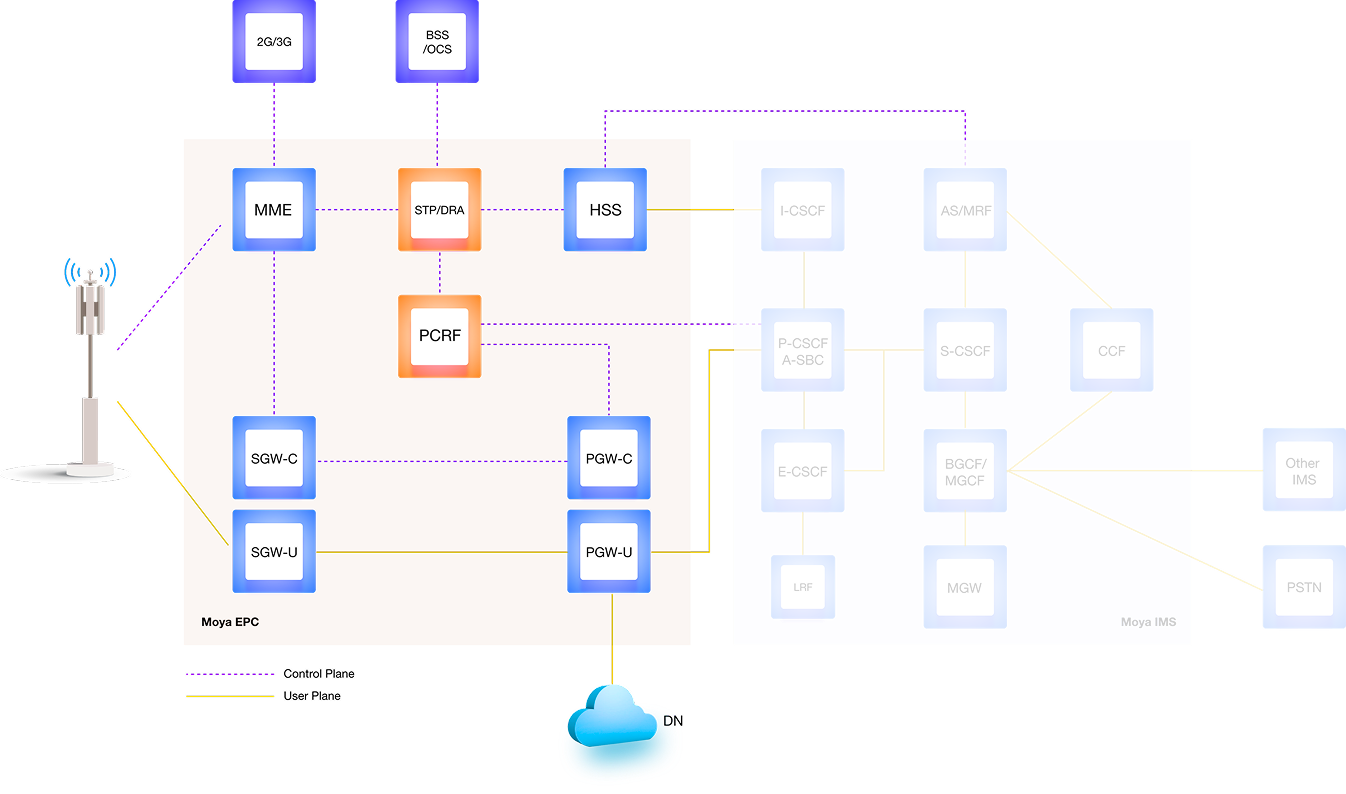 2G/3G
BSS
/OCS
MME
STP/DRA
HSS
I-CSCF
AS/MRF
PCRF
P-CSCF
A-SBC
S-CSCF
CCF
SGW-C
PGW-C
E-CSCF
BGCF/
MGCF
Other
IMS
SGW-U
PGW-U
LRF
MGW
PSTN
Moya EPC
Moya IMS
Control Plane
User Plane
DN